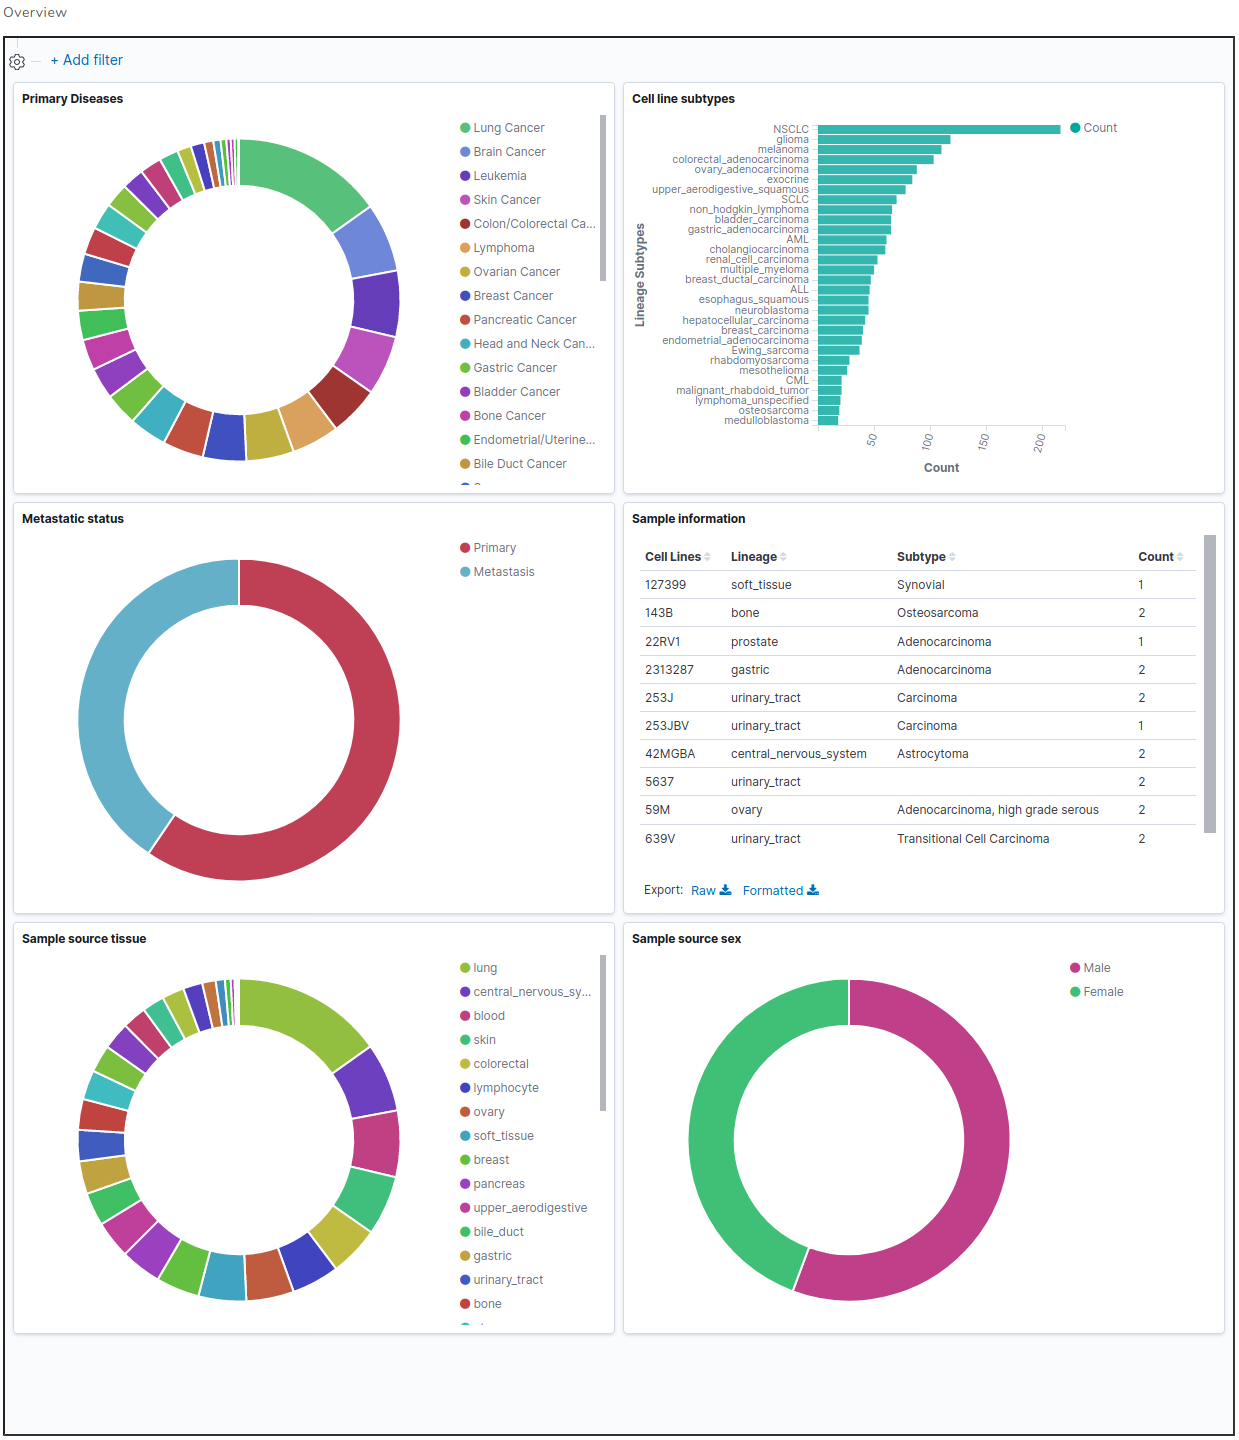 Overview
+ Add filter
Primary Diseases
Lung Cancer
Brain Cancer
Leukemia
Skin Cancer
Colon/Colorectal Ca...
Lymphoma
Ovarian Cancer
Breast Cancer
Pancreatic Cancer
Head and Neck Can...
Gastric Cancer
Bladder Cancer
Bone Cancer
Endometrial/Uterine...
Bile Duct Cancer
Cell line subtypes
Lineage Subtypes
NSCLC
glioma
melanoma
colorectal_adenocarcinoma
ovary_adenocarcinoma
exocrine
upper_aerodigestive_squamous
SCLC
non_hodgkin_lymphoma
bladder_carcinoma
gastric_adenocarcinoma
AML
cholangiocarcinoma
renal_cell_carcinoma
multiple_myeloma
breast_ductal_carcinoma
ALL
esophagus_squamous
neuroblastoma
hepatocellular_carcinoma
breast_carcinoma
endometrial_adenocarcinoma
Ewing_sarcoma
rhabdomyosarcoma
mesothelioma
CML
malignant_rhabdoid_tumor
lymphoma_unspecified
osteosarcoma
medulloblastoma
50 100 150 200
Count
Count
Metastatic status
Primary
Metastasis
Sample information
Cell Lines Lineage Subtype Count
127399 soft_tissue Synovial 1
143B bone Osteosarcoma 2
22RV1 prostate Adenocarcinoma 1
2313287 gastric Adenocarcinoma 2
253J urinary_tract Carcinoma 2
253JBV urinary_tract Carcinoma 1
42MGBA central_nervous_system Astrocytoma 2
5637 urinary_tract 2
59M ovary Adenocarcinoma, high grade serous 2
639V urinary_tract Transitional Cell Carcinoma 2
Export: Raw Formatted
Sample source tissue
lung
central_nervous_sy...
blood
skin
colorectal
lymphocyte
ovary
soft_tissue
breast
pancreas
upper_aerodigestive
bile_duct
gastric
urinary_tract
bone
Sample source sex
Male
Female